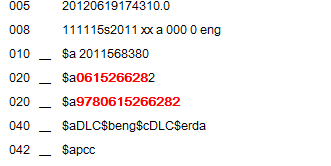 005 20120619174310.0
008 111115s2011 xx a 000 0 eng
010 __ $a 2011568380
020 __ $a0615266282
020 __ $a9780615266282
040 __ $aDLC$beng$cDLC$erda
042 __ $apcc